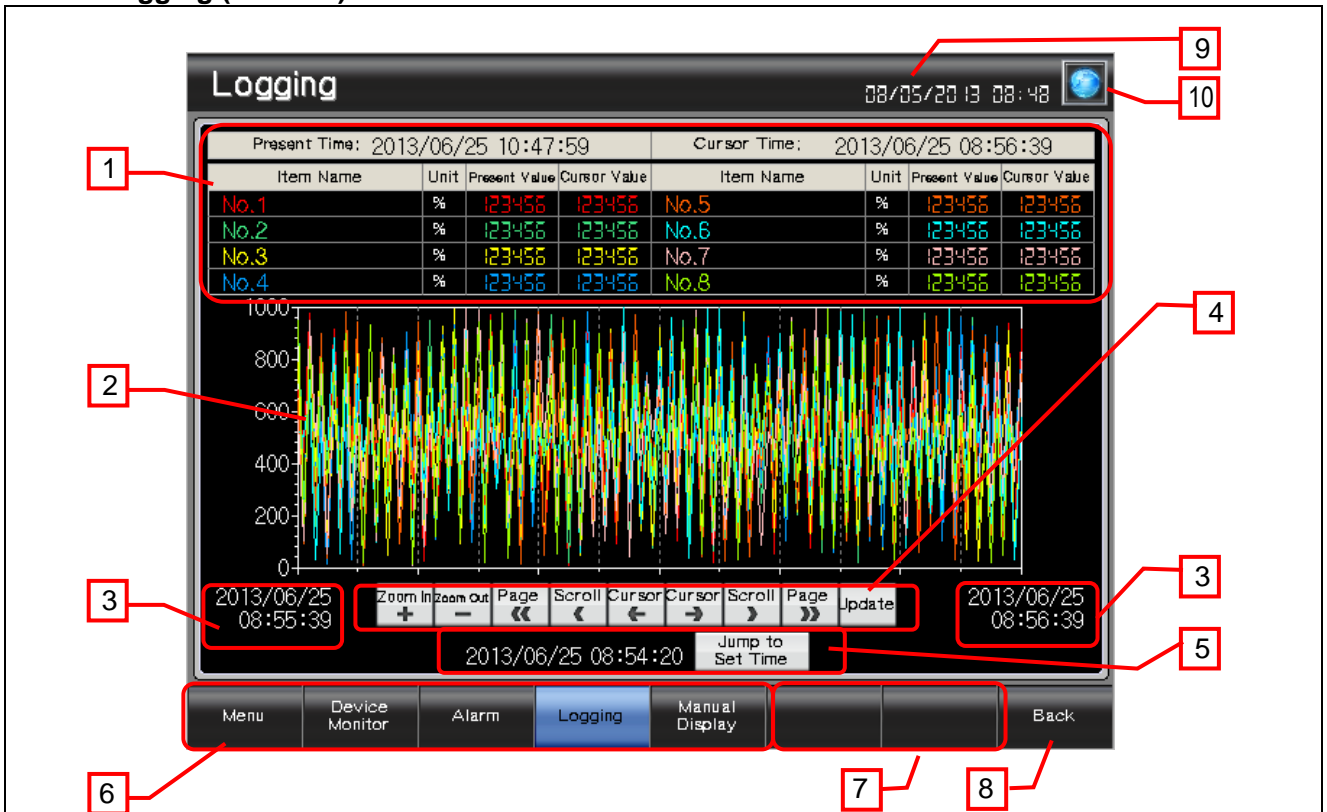 9
Logging
08/05/2013 08:48
10
Present Time: 2013/06/25 10:47:59 Cursor Time: 2013/06/25 08:56:39
1
Item Name Unit Present Value Cursor Value Item Name Unit Present Value Cursor Value
No.1 % 123456 123456 No.5 % 123456 123456
No.2 % 123456 123456 No.6 % 123456 123456
No.3 % 123456 123456 No.7 % 123456 123456
No.4 % 123456 123456 No.8 % 123456 123456
1000
4
800
2
600
400
200
0
3
2013/06/25
08:55:39
Zoom In Zoom Out Page Scroll Cursor Cursor Scroll Page Update
+ − « ‹ ← → › »
2013/06/25
08:56:39
3
2013/06/25 08:54:20 Jump to Set Time
5
Menu Device Monitor Alarm Logging Manual Display Back
6
7
8